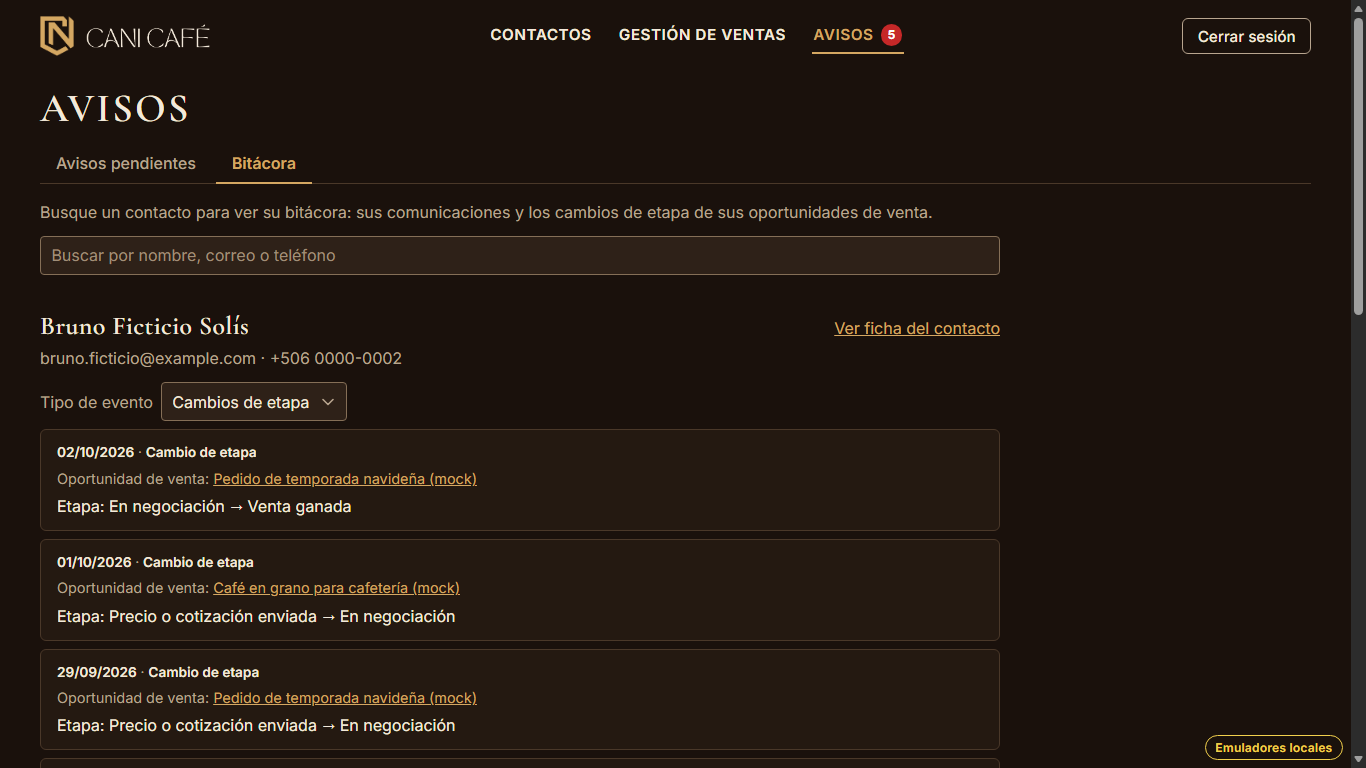 CANI CAFÉ
CONTACTOS GESTIÓN DE VENTAS AVISOS 5
Cerrar sesión
AVISOS
Avisos pendientes Bitácora
Busque un contacto para ver su bitácora: sus comunicaciones y los cambios de etapa de sus oportunidades de venta.
Buscar por nombre, correo o teléfono
Bruno Ficticio Solís
Ver ficha del contacto
bruno.ficticio@example.com · +506 0000-0002
Tipo de evento Cambios de etapa
02/10/2026 · Cambio de etapa
Oportunidad de venta: Pedido de temporada navideña (mock)
Etapa: En negociación → Venta ganada
01/10/2026 · Cambio de etapa
Oportunidad de venta: Café en grano para cafetería (mock)
Etapa: Precio o cotización enviada → En negociación
29/09/2026 · Cambio de etapa
Oportunidad de venta: Pedido de temporada navideña (mock)
Etapa: Precio o cotización enviada → En negociación
Emuladores locales